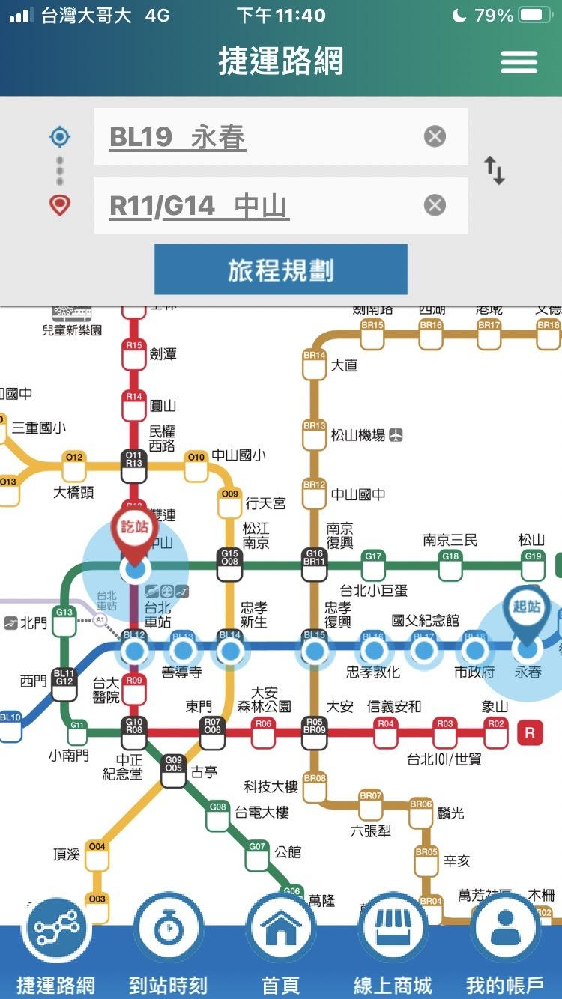 台灣大哥大 4G 下午11:40 79%
捷運路網
BL19 永春
R11/G14 中山
旅程規劃
兒童新樂園
劍南路 西湖 港墘 文德
BR15 BR16 BR17 BR18
R15 劍潭
BR14 大直
R14 圓山
國中
三重國小
民權
西路
BR13 松山機場
O12 O11 R13 O10 中山國小
大橋頭
O13
O09 行天宮
BR12 中山國中
雙連
訖站
中山
松江
南京
南京
復興
南京三民 松山
G15 O08 G16 BR11 G17 G18 G19
台北小巨蛋
台北
車站
台北
車站
G13 北門
A1
忠孝
新生
忠孝
復興
國父紀念館
起站
BL12 BL13 BL14 BL15 BL16 BL17 BL18
善導寺 忠孝敦化 市政府 永春
西門 BL11 G12
台大
醫院
R09
BL10
東門
大安
森林公園
大安 信義安和 象山
G11 G10 R08 R07 O06 R06 R05 BR09 R04 R03 R02 R
小南門
中正
紀念堂
台北101/世貿
G09 O05 古亭
科技大樓 BR08
G08 台電大樓
BR07 BR06 麟光
六張犁
頂溪 O04
G07 公館
BR05 辛亥
O03
G06 萬隆
BR04
萬芳社區 木柵
捷運路網 到站時刻 首頁 線上商城 我的帳戶